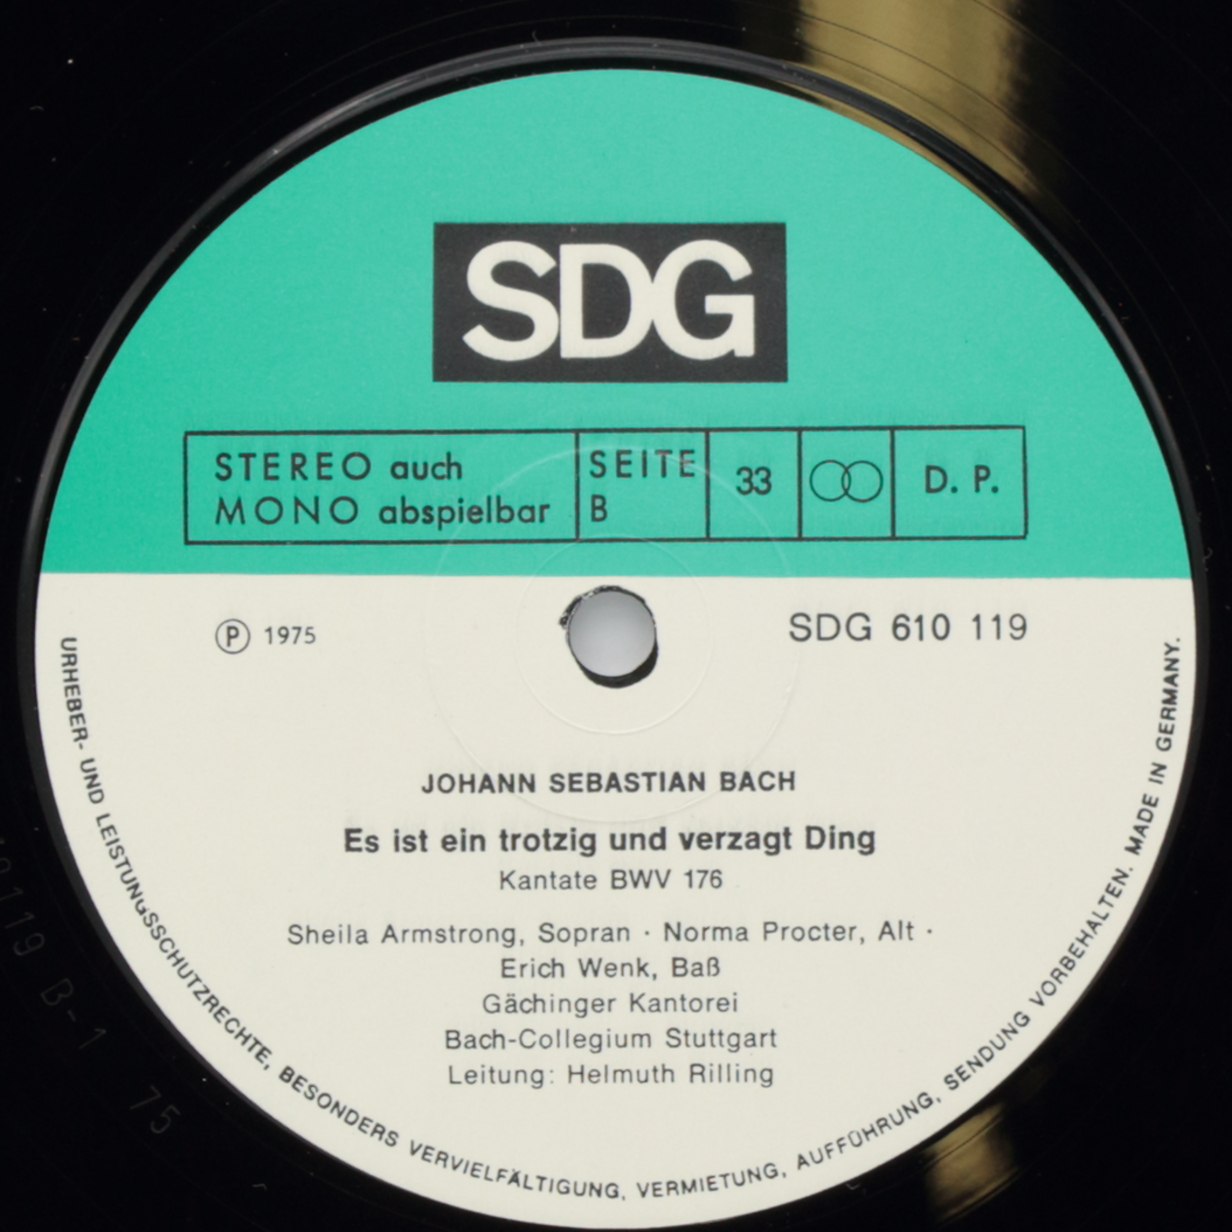 SDG
STEREO auch
MONO abspielbar
SEITE
B
33
D. P.
Ⓟ 1975
SDG 610 119
JOHANN SEBASTIAN BACH
Es ist ein trotzig und verzagt Ding
Kantate BWV 176
Sheila Armstrong, Sopran · Norma Procter, Alt ·
Erich Wenk, Baß
Gächinger Kantorei
Bach-Collegium Stuttgart
Leitung: Helmuth Rilling
URHEBER- UND LEISTUNGSSCHUTZRECHTE, BESONDERS VERVIELFÄLTIGUNG, VERMIETUNG, AUFFÜHRUNG, SENDUNG VORBEHALTEN. MADE IN GERMANY.
B-1 75